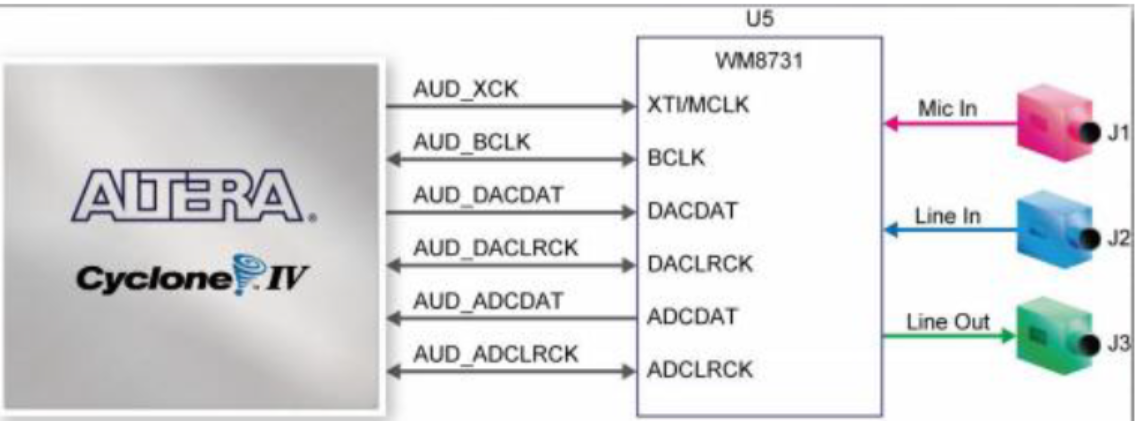 U5
WM8731
ALTERA.
Cyclone IV
AUD_XCK
XTI/MCLK
AUD_BCLK
BCLK
AUD_DACDAT
DACDAT
AUD_DACLRCK
DACLRCK
AUD_ADCDAT
ADCDAT
AUD_ADCLRCK
ADCLRCK
Mic In
J1
Line In
J2
Line Out
J3